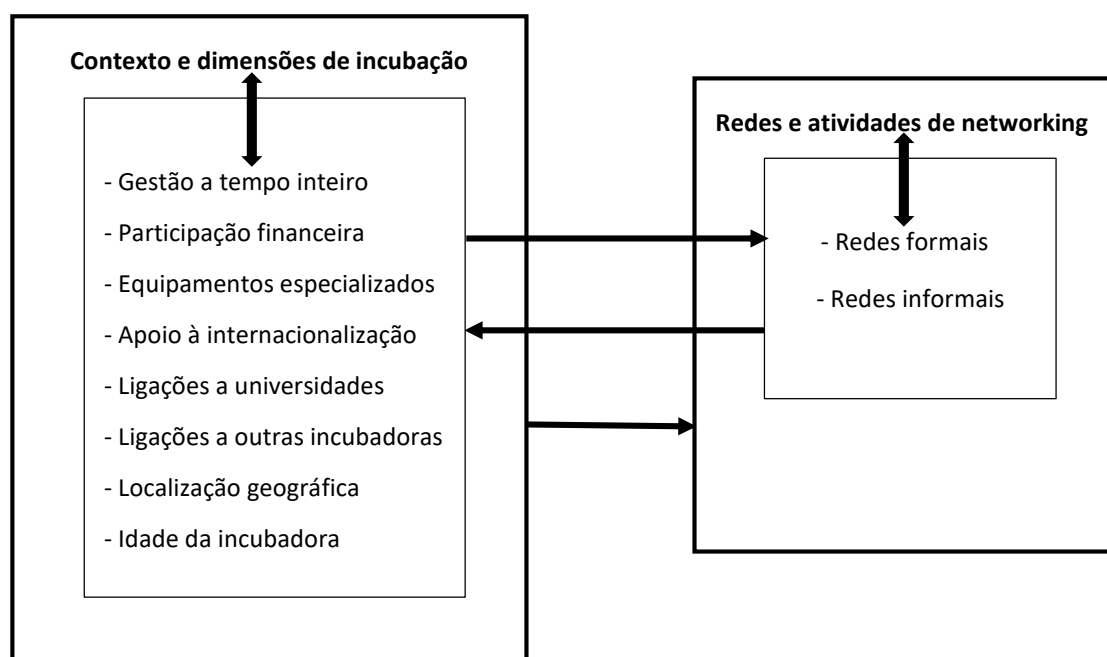 Contexto e dimensões de incubação
- Gestão a tempo inteiro
- Participação financeira
- Equipamentos especializados
- Apoio à internacionalização
- Ligações a universidades
- Ligações a outras incubadoras
- Localização geográfica
- Idade da incubadora
Redes e atividades de networking
- Redes formais
- Redes informais